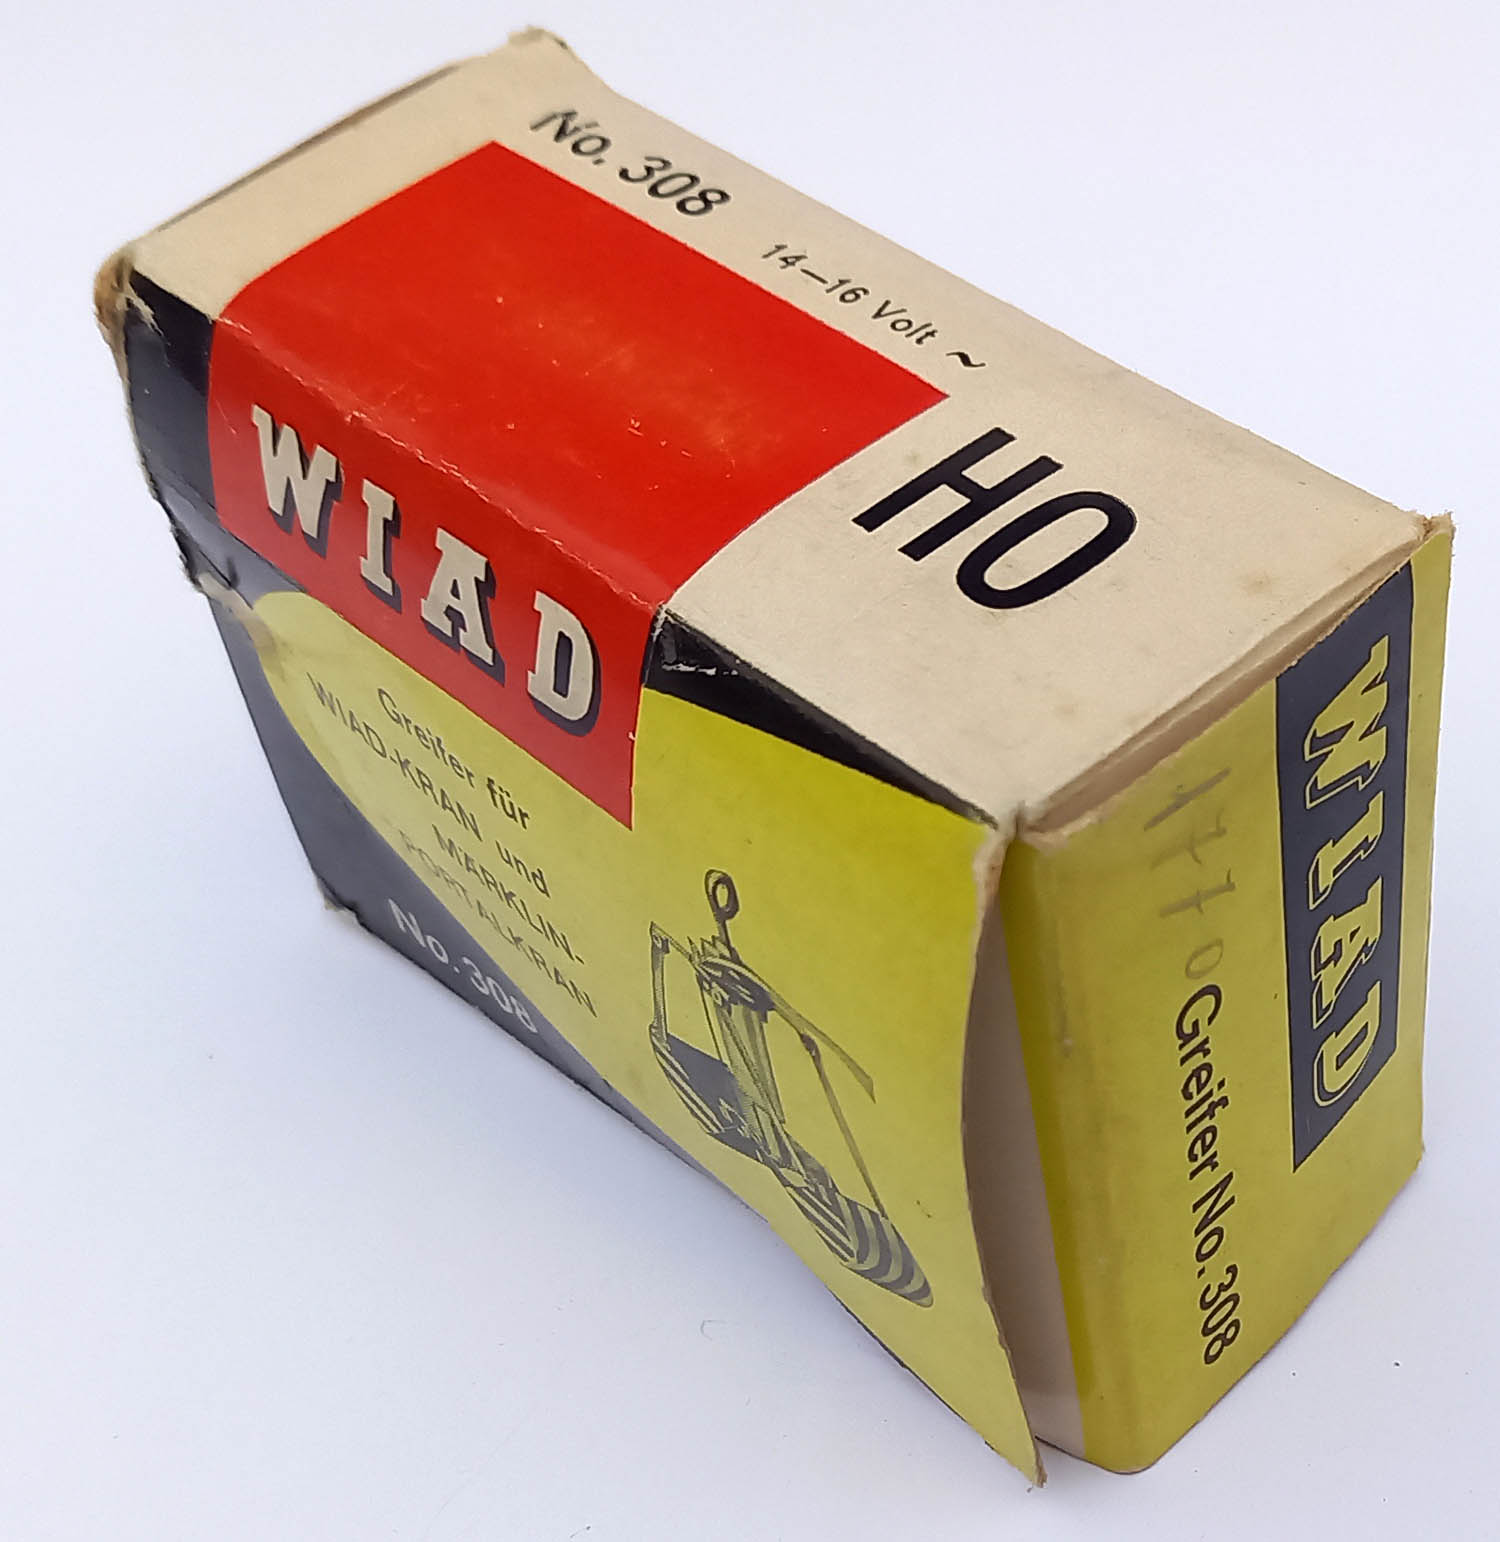 No. 308
14–16 Volt ~
HO
WIAD
Greifer für
WIAD-KRAN und
MÄRKLIN-
PORTALKRAN
No. 308
WIAD
Greifer No. 308